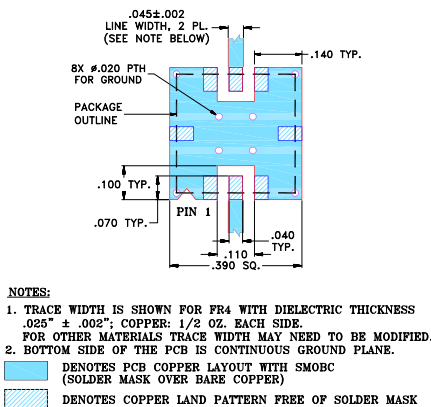 .045±.002
LINE WIDTH, 2 PL.
(SEE NOTE BELOW)
.140 TYP.
8X ø.020 PTH
FOR GROUND
PACKAGE
OUTLINE
.100 TYP.
.070 TYP.
PIN 1
.040
TYP.
.110
.390 SQ.
NOTES:
1. TRACE WIDTH IS SHOWN FOR FR4 WITH DIELECTRIC THICKNESS
.025" ± .002"; COPPER: 1/2 OZ. EACH SIDE.
FOR OTHER MATERIALS TRACE WIDTH MAY NEED TO BE MODIFIED.
2. BOTTOM SIDE OF THE PCB IS CONTINUOUS GROUND PLANE.
DENOTES PCB COPPER LAYOUT WITH SMOBC
(SOLDER MASK OVER BARE COPPER)
DENOTES COPPER LAND PATTERN FREE OF SOLDER MASK